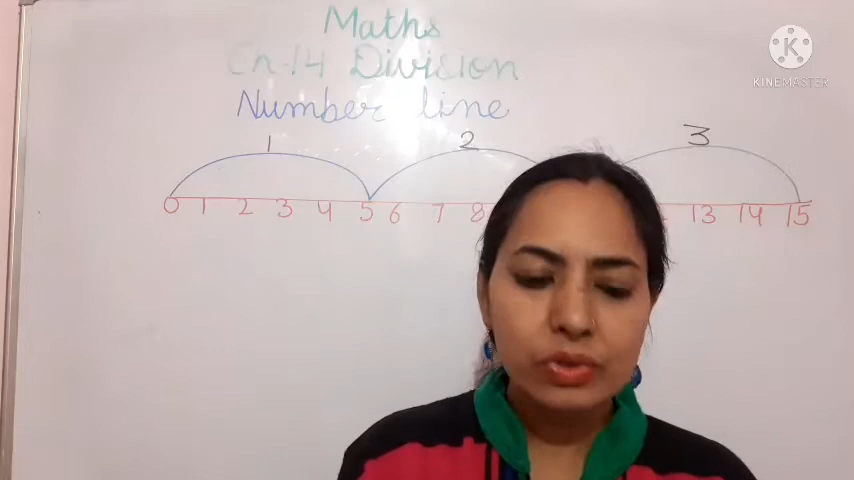 Maths
Ch-14 Division
Number line
1 2 3
0 1 2 3 4 5 6 7 8 13 14 15
K
KINEMASTER